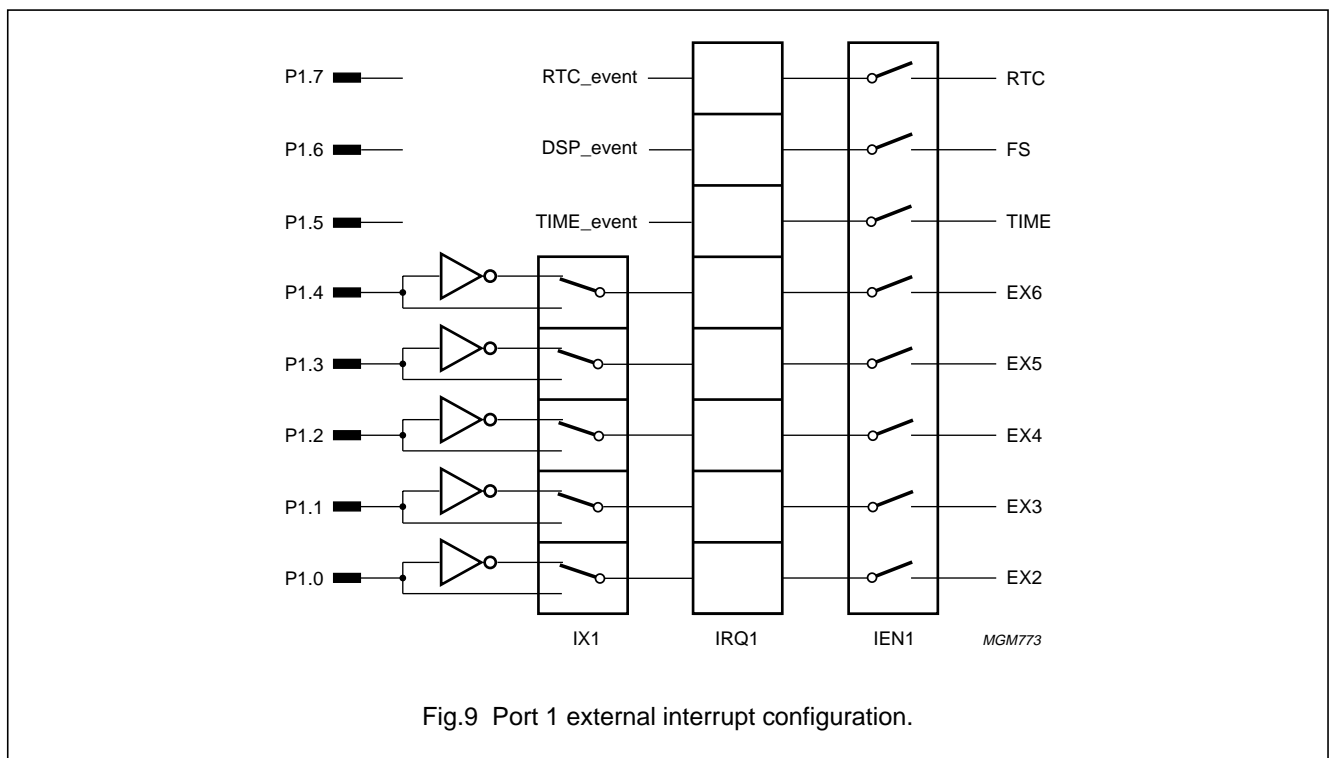 P1.7 RTC_event RTC
P1.6 DSP_event FS
P1.5 TIME_event TIME
P1.4 EX6
P1.3 EX5
P1.2 EX4
P1.1 EX3
P1.0 EX2
IX1 IRQ1 IEN1 MGM773
Fig.9 Port 1 external interrupt configuration.